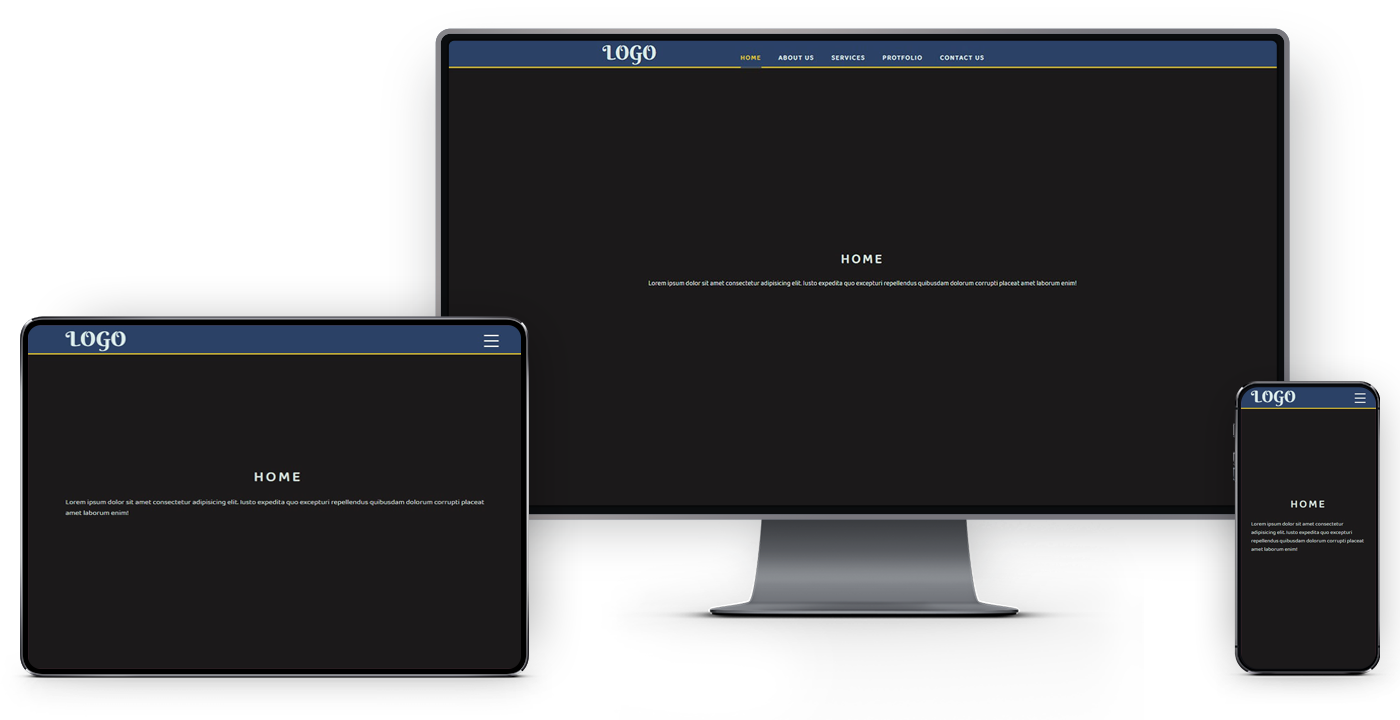 LOGO
HOME ABOUT US SERVICES PROTFOLIO CONTACT US
HOME
Lorem ipsum dolor sit amet consectetur adipisicing elit. Iusto expedita quo excepturi repellendus quibusdam dolorum corrupti placeat amet laborum enim!
LOGO
HOME
Lorem ipsum dolor sit amet consectetur adipisicing elit. Iusto expedita quo excepturi repellendus quibusdam dolorum corrupti placeat
amet laborum enim!
LOGO
HOME
Lorem ipsum dolor sit amet consectetur
adipisicing elit. Iusto expedita quo excepturi
repellendus quibusdam dolorum corrupti placeat
amet laborum enim!